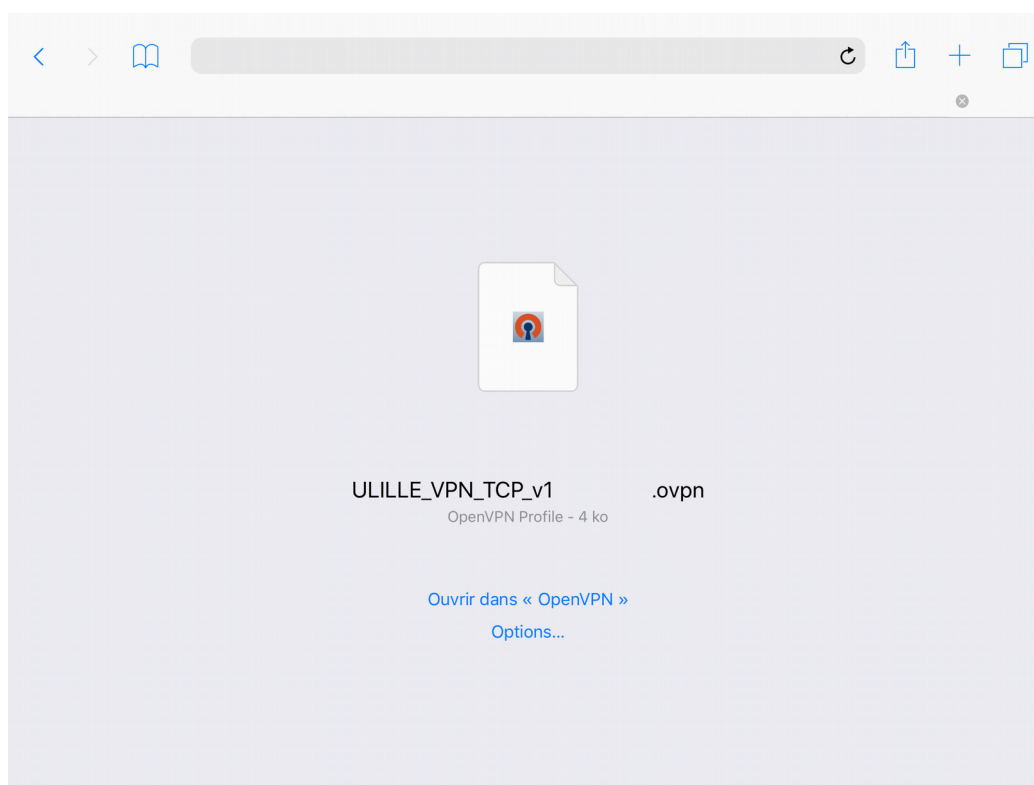 ULILLE_VPN_TCP_v1 .ovpn
OpenVPN Profile - 4 ko
Ouvrir dans « OpenVPN »
Options...